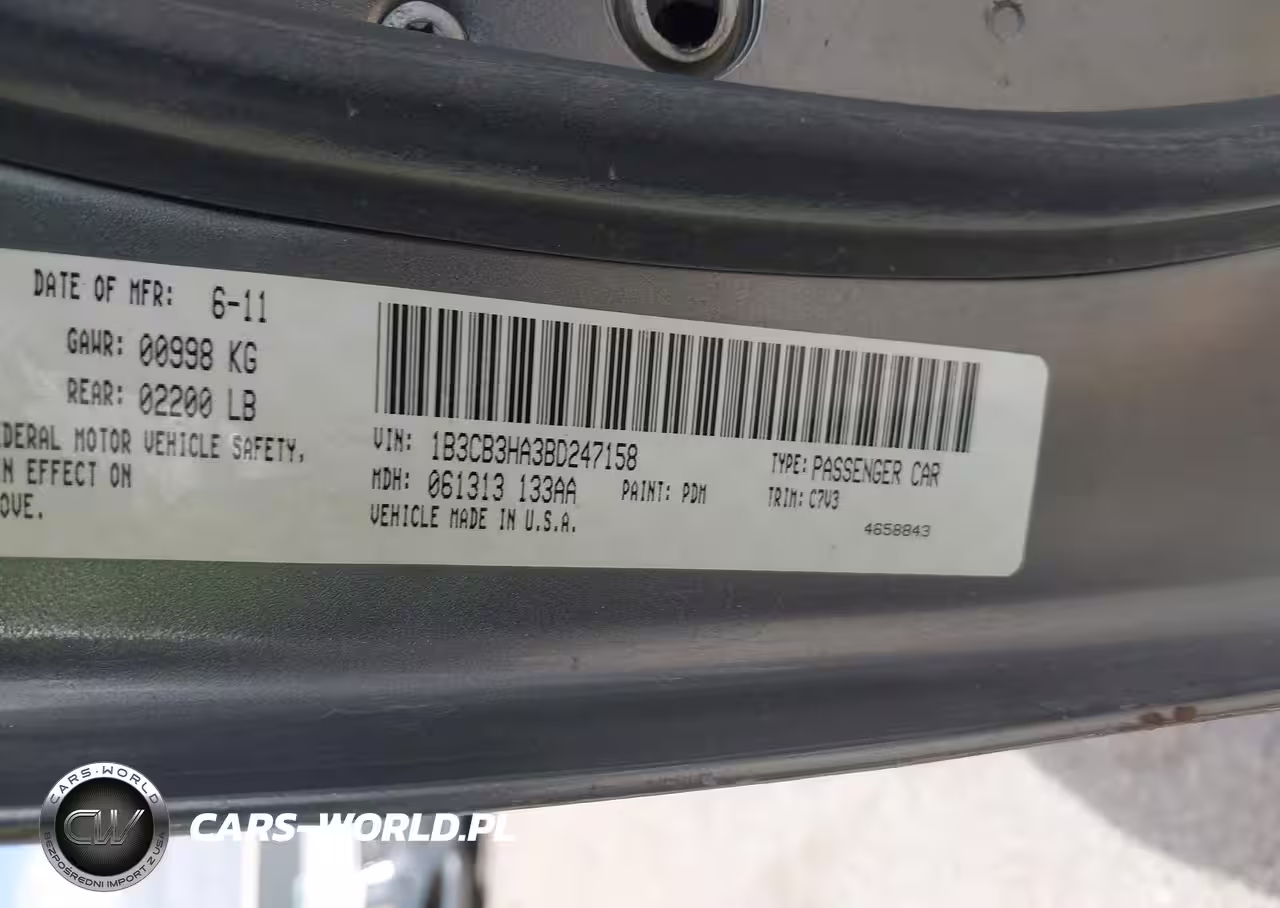 DATE OF MFR: 6-11
GAWR: 00998 KG
REAR: 02200 LB
MOTOR VEHICLE SAFETY,
EFFECT ON
VIN: 1B3CB3HA3BD247158
TYPE: PASSENGER CAR
MDH: 061313 133AA
PAINT: PDM
TRIM: C7V3
VEHICLE MADE IN U.S.A.
4658843
CARS-WORLD
CW
BEZPOŚREDNI IMPORT Z USA
CARS-WORLD.PL